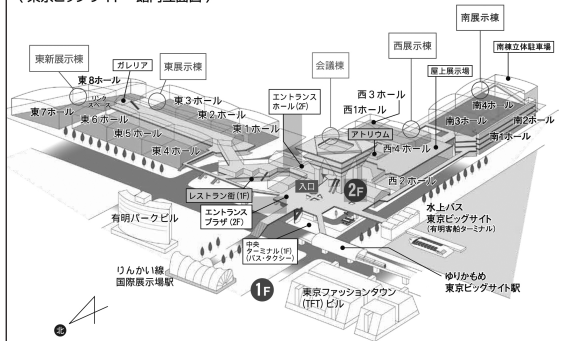 東新展示棟
ガレリア
東展示棟
会議棟
西展示棟
南展示棟
南棟立体駐車場
屋上展示場
東8ホール
リンク
スペース
東7ホール
東6ホール
東5ホール
東4ホール
東3ホール
東2ホール
東1ホール
エントランス
ホール(2F)
西3ホール
西1ホール
アトリウム
西4ホール
西2ホール
南4ホール
南3ホール
南2ホール
南1ホール
レストラン街(1F)
入口
2F
エントランス
プラザ(2F)
中央
ターミナル(1F)
(バス・タクシー)
有明パークビル
水上バス
東京ビッグサイト
(有明客船ターミナル)
りんかい線
国際展示場駅
1F
東京ファッションタウン
(TFT)ビル
ゆりかもめ
東京ビッグサイト駅
北